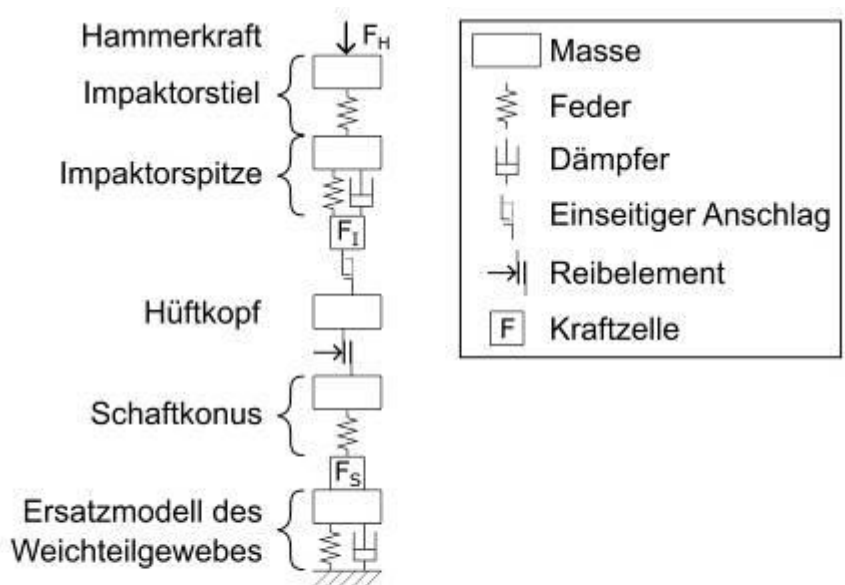 Hammerkraft
F_H
Impaktorstiel
Impaktorspitze
F_I
Hüftkopf
Schaftkonus
F_S
Ersatzmodell des
Weichteilgewebes
Masse
Feder
Dämpfer
Einseitiger Anschlag
Reibelement
F Kraftzelle